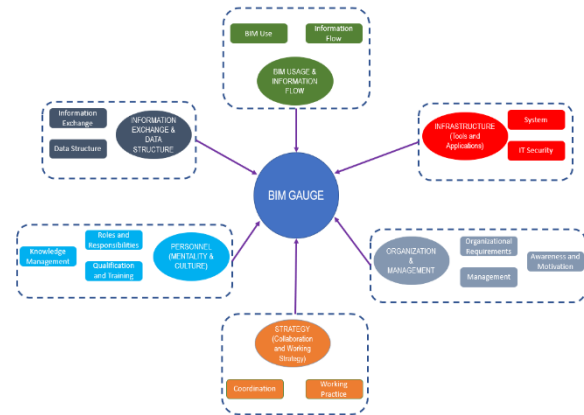 BIM Use
Information
Flow
BIM USAGE &
INFORMATION
FLOW
Information
Exchange
Data Structure
INFORMATION
EXCHANGE &
DATA
STRUCTURE
INFRASTRUCTURE
(Tools and
Applications)
System
IT Security
BIM GAUGE
Knowledge
Management
Roles and
Responsibilities
Qualification
and Training
PERSONNEL
(MENTALITY &
CULTURE)
ORGANIZATION
&
MANAGEMENT
Organizational
Requirements
Management
Awareness and
Motivation
STRATEGY
(Collaboration
and Working
Strategy)
Coordination
Working
Practice